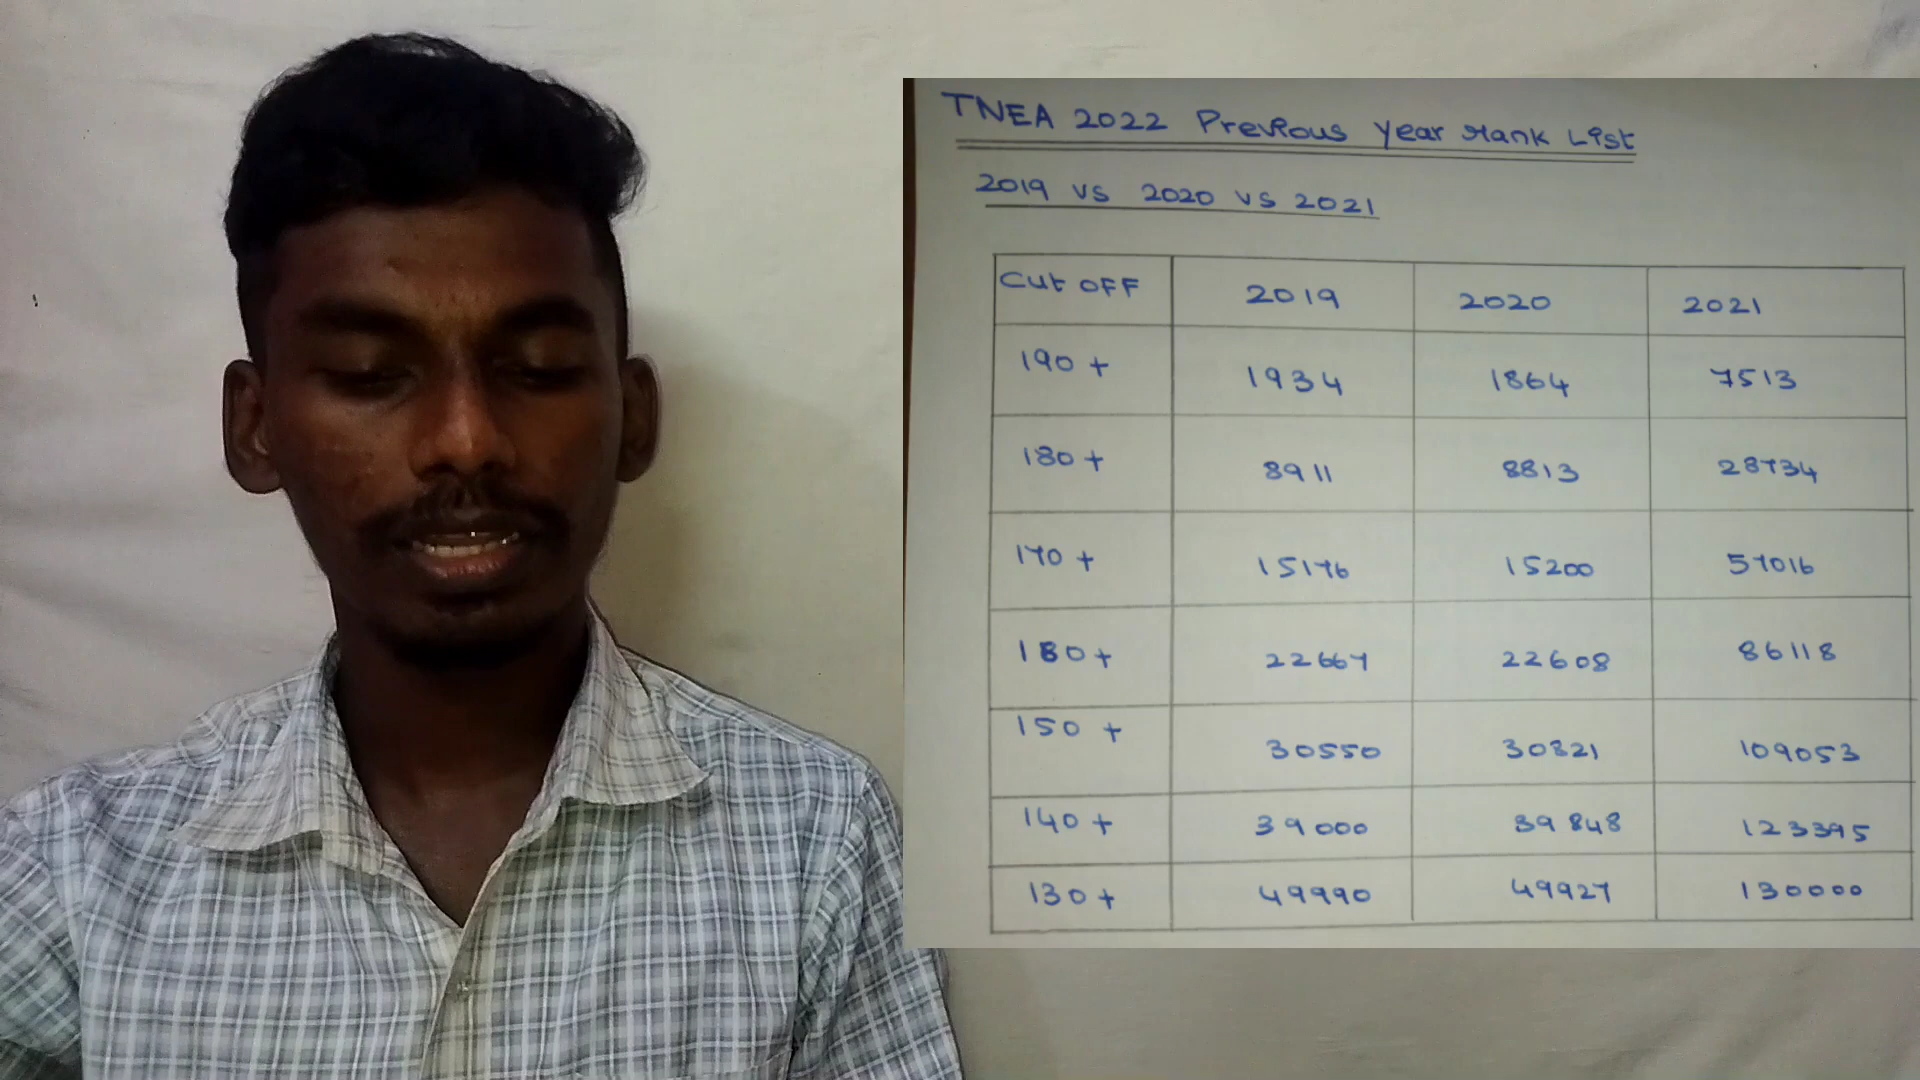 TNEA 2022 Previous year rank List
2019 vs 2020 vs 2021
Cut OFF 2019 2020 2021
190 + 1934 1864 7513
180 + 8911 8813 28734
170 + 15176 15200 57016
160 + 22667 22608 86118
150 + 30550 30821 109053
140 + 39000 39848 123395
130 + 49990 49927 130000